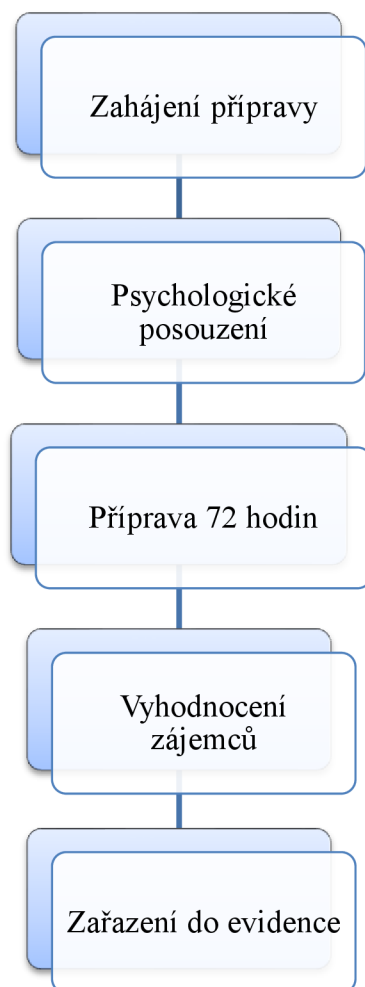 Zahájení přípravy
Psychologické
posouzení
Příprava 72 hodin
Vyhodnocení
zájemců
Zařazení do evidence